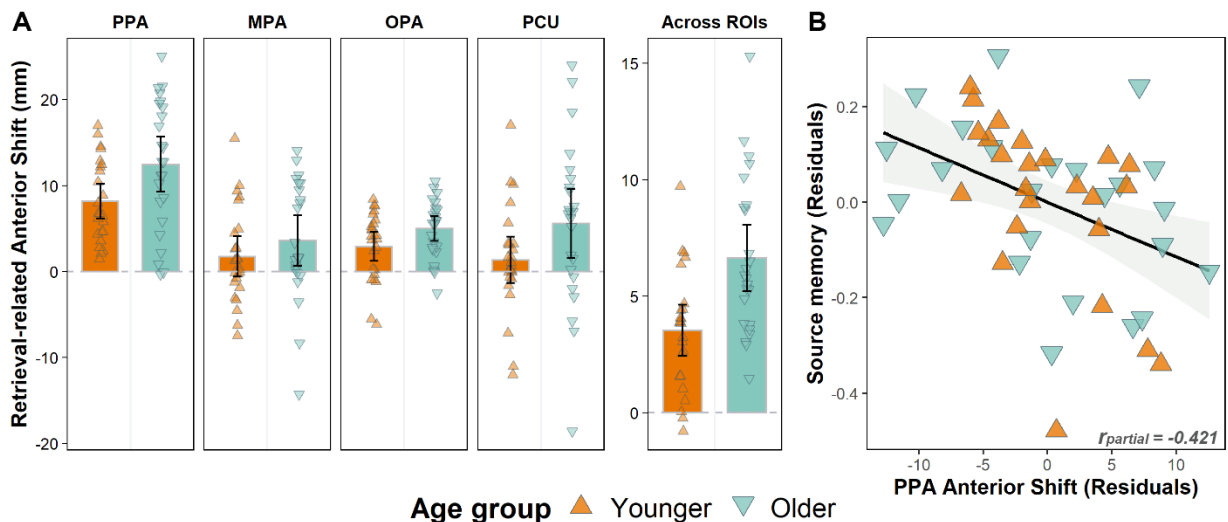 A
PPA
MPA
OPA
PCU
Across ROIs
B
Retrieval-related Anterior Shift (mm)
20
10
0
-10
-20
15
10
5
0
Source memory (Residuals)
0.2
0.0
-0.2
-0.4
rpartial = -0.421
-10
-5
0
5
10
PPA Anterior Shift (Residuals)
Age group Younger Older